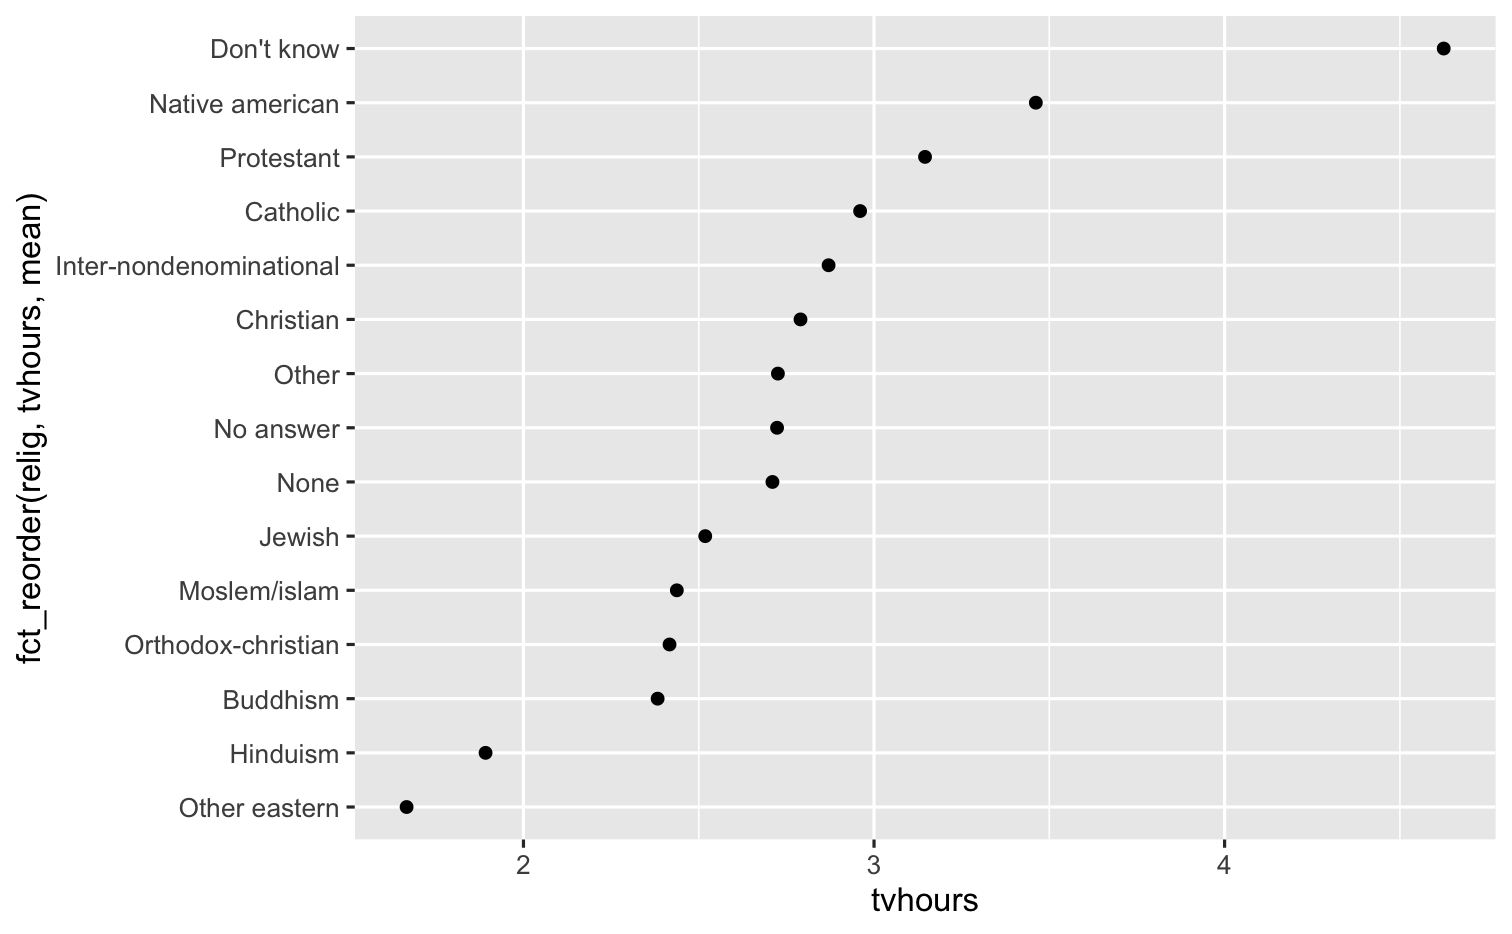 fct_reorder(relig, tvhours, mean)
Don't know
Native american
Protestant
Catholic
Inter-nondenominational
Christian
Other
No answer
None
Jewish
Moslem/islam
Orthodox-christian
Buddhism
Hinduism
Other eastern
2 3 4
tvhours